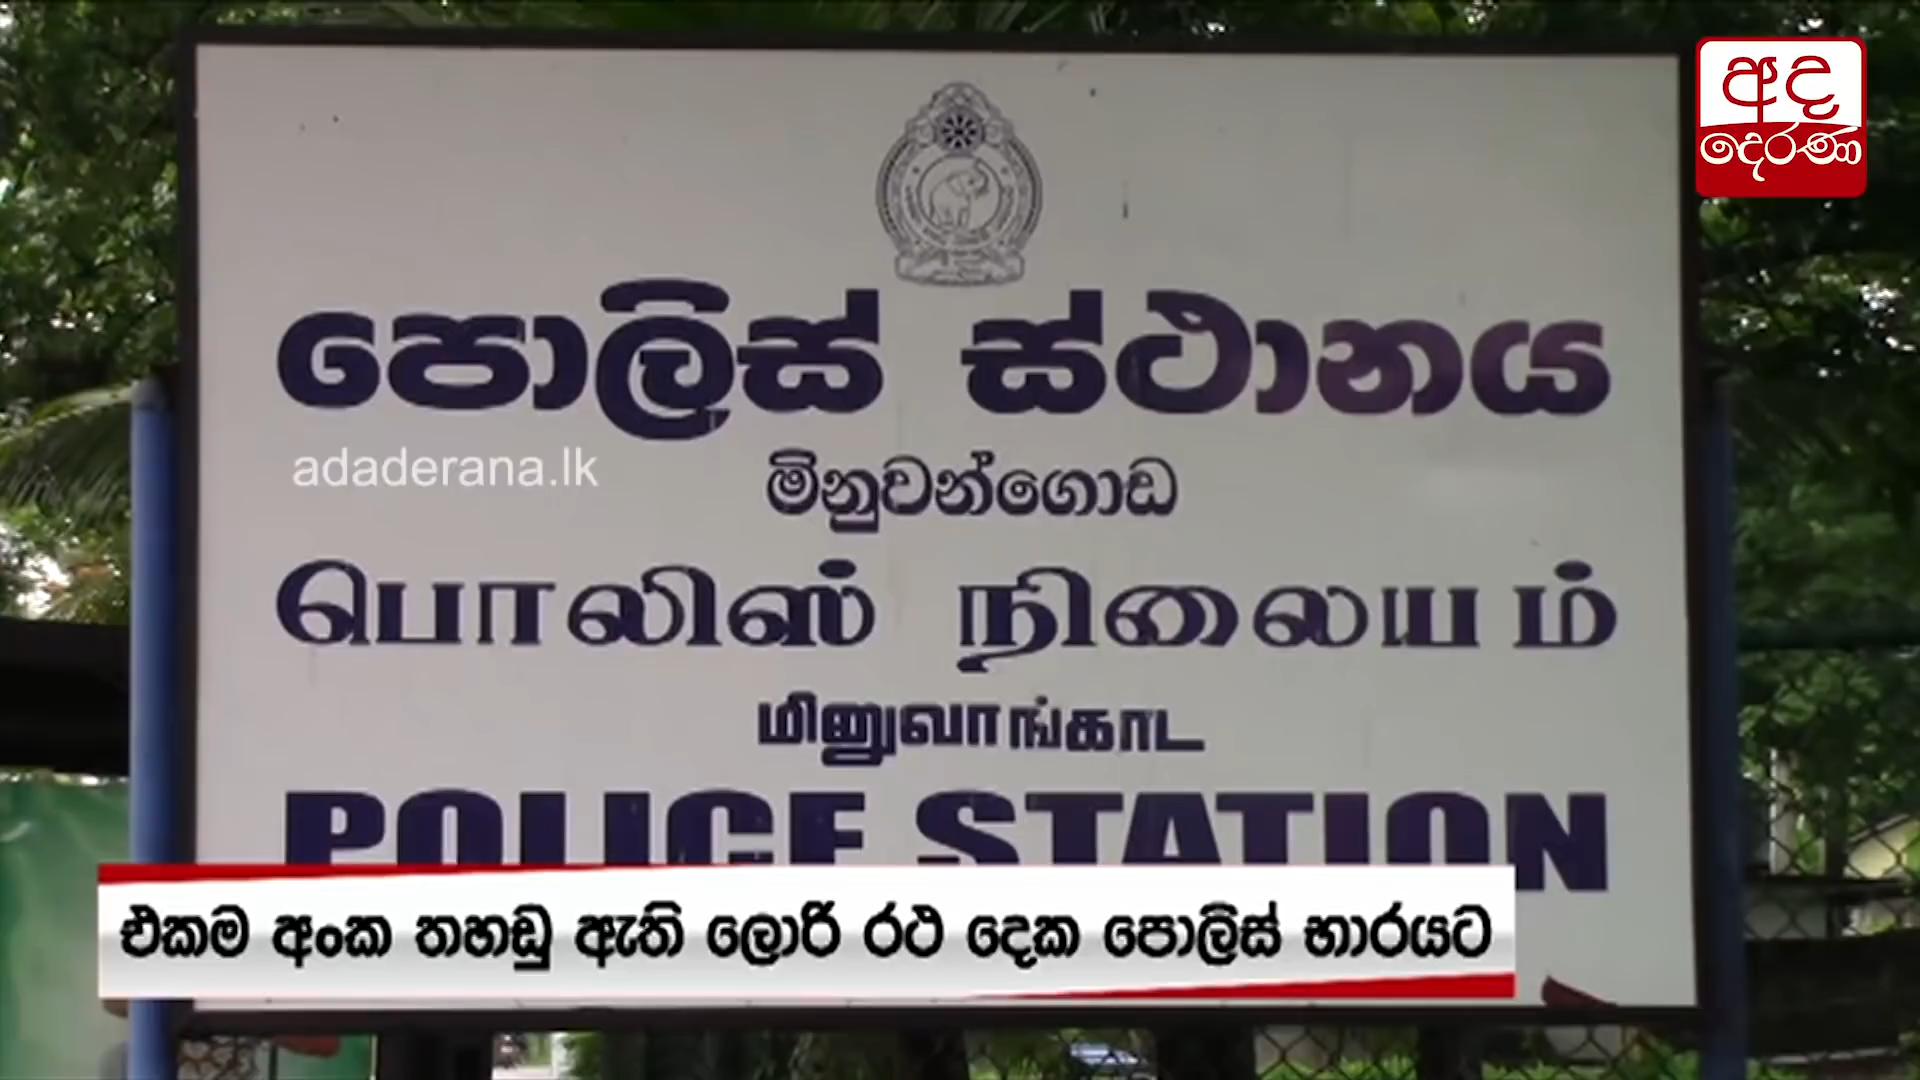 අද
දෙරණ
පොලිස් ස්ථානය
adaderana.lk
මිනුවන්ගොඩ
பொலிஸ் நிலையம்
மினுவாங்காட
POLICE STATION
එකම අංක තහඩු ඇති ලොරි රථ දෙක පොලිස් භාරයට